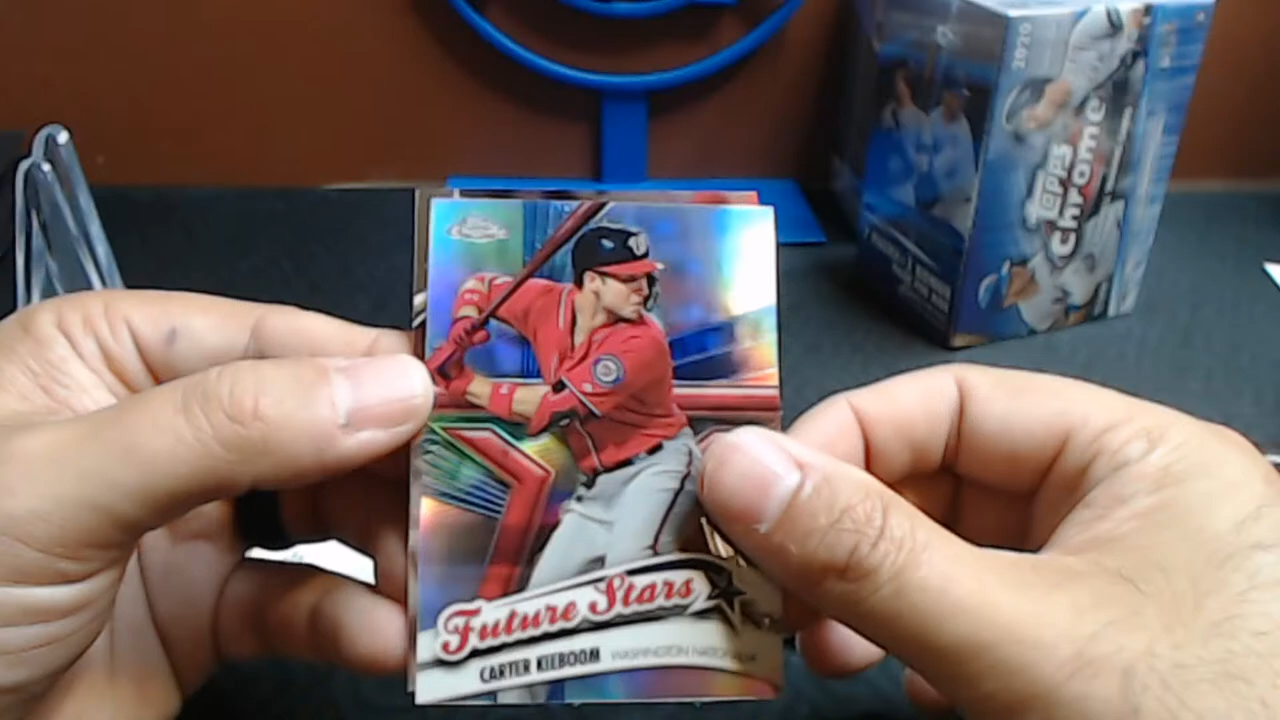 2020
Topps
Chrome
Chrome
Future Stars
CARTER KIEBOOM WASHINGTON NATIONALS